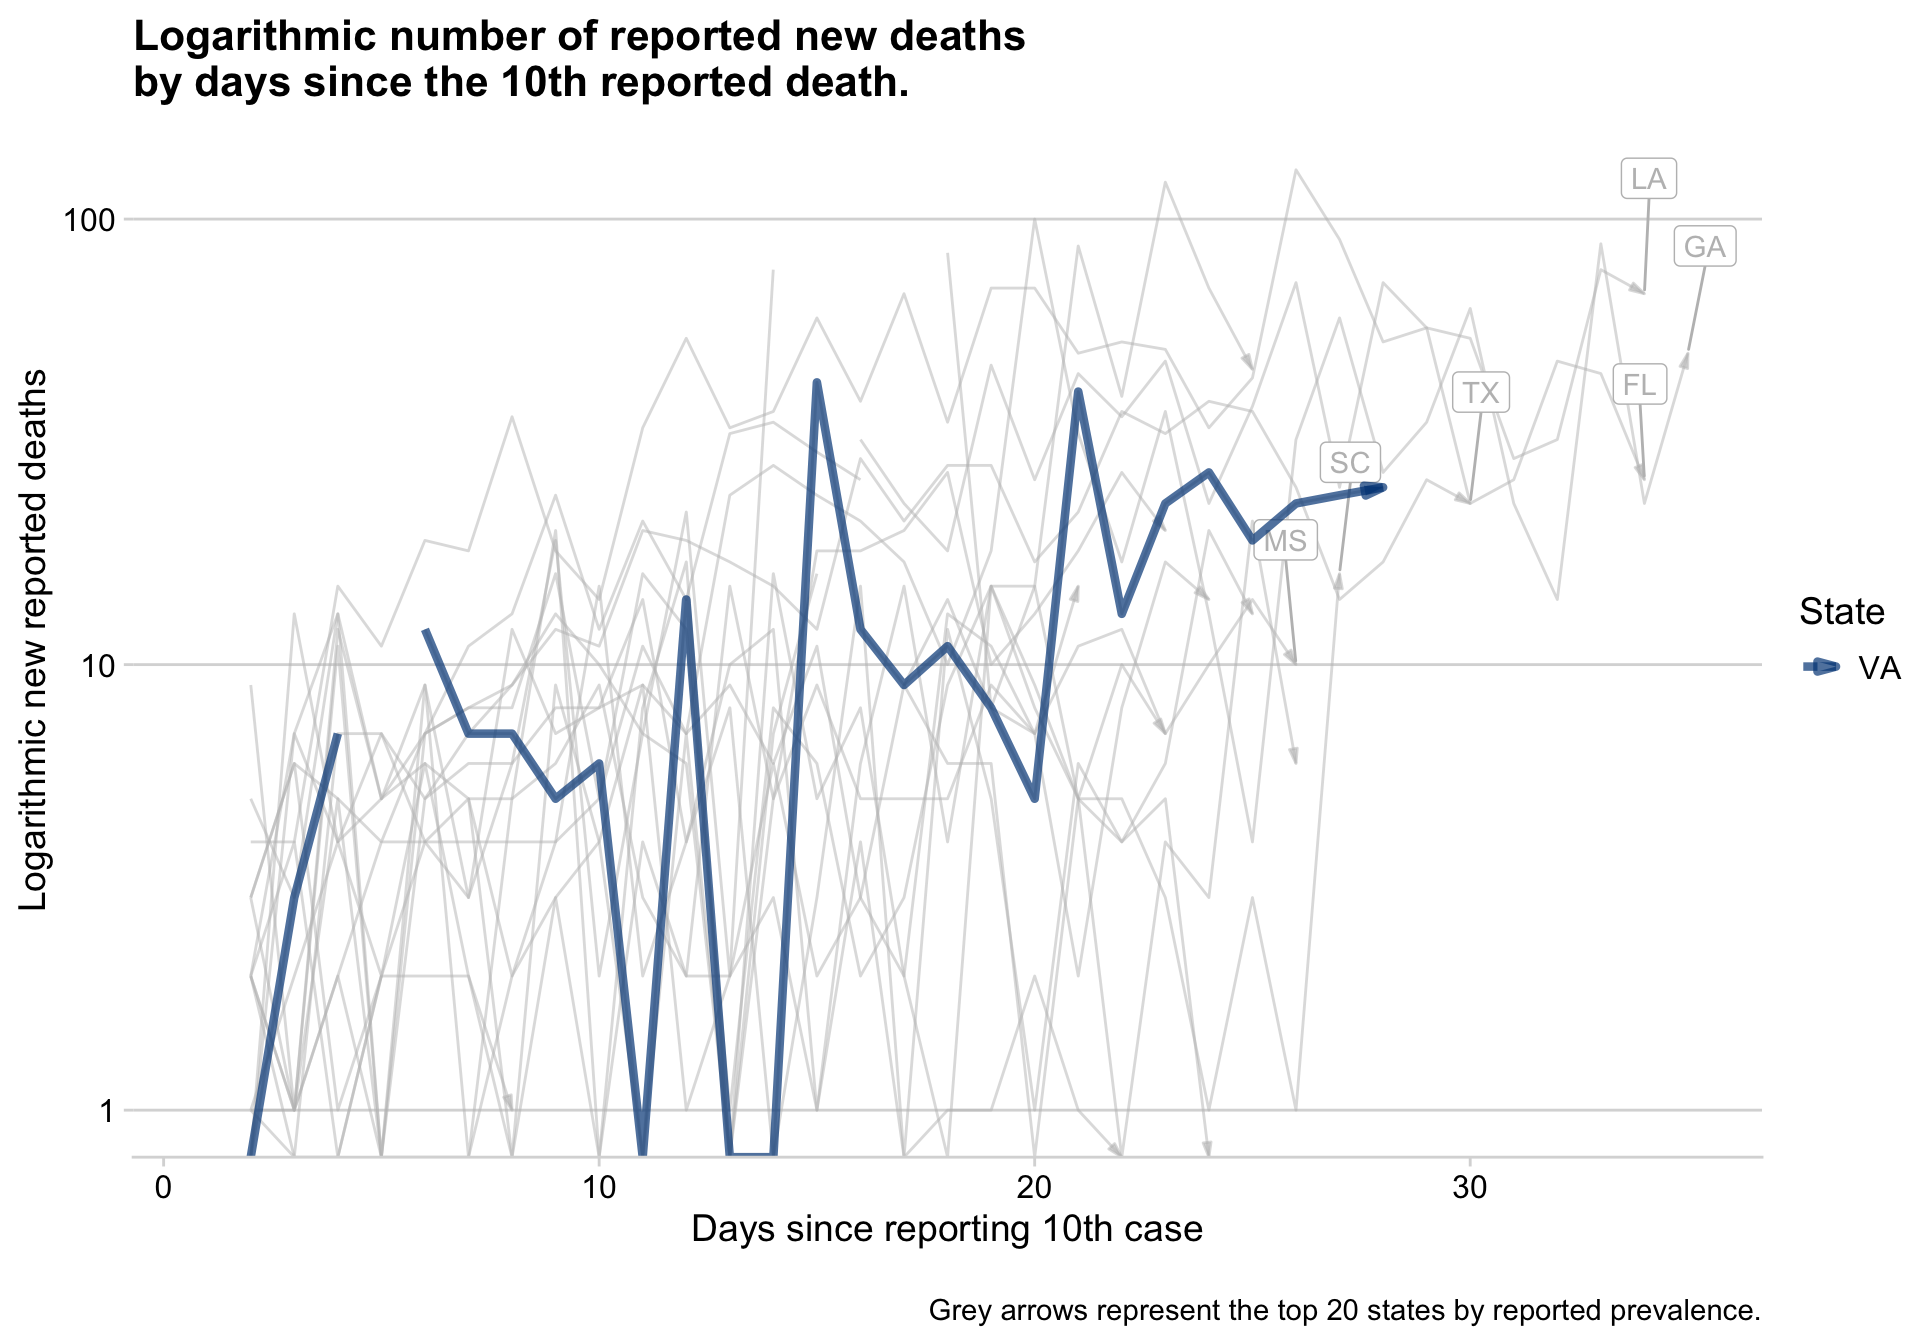 Logarithmic number of reported new deaths
by days since the 10th reported death.
Logarithmic new reported deaths
100
10
1
LA
GA
TX
FL
SC
MS
State
VA
0
10
20
30
Days since reporting 10th case
Grey arrows represent the top 20 states by reported prevalence.